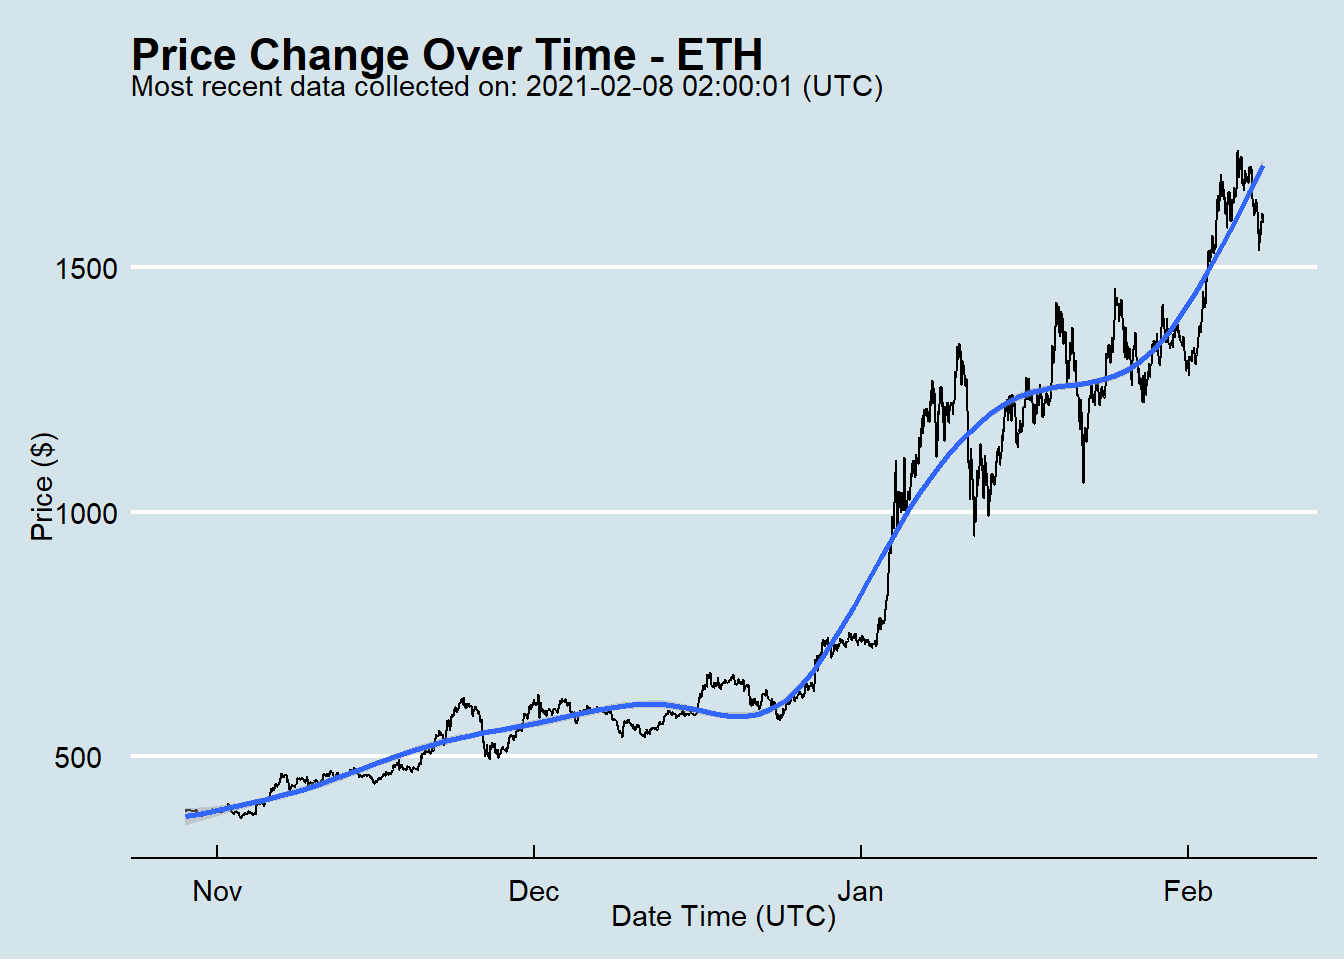 Price Change Over Time - ETH
Most recent data collected on: 2021-02-08 02:00:01 (UTC)
1500
1000
500
Price ($)
Nov
Dec
Jan
Feb
Date Time (UTC)